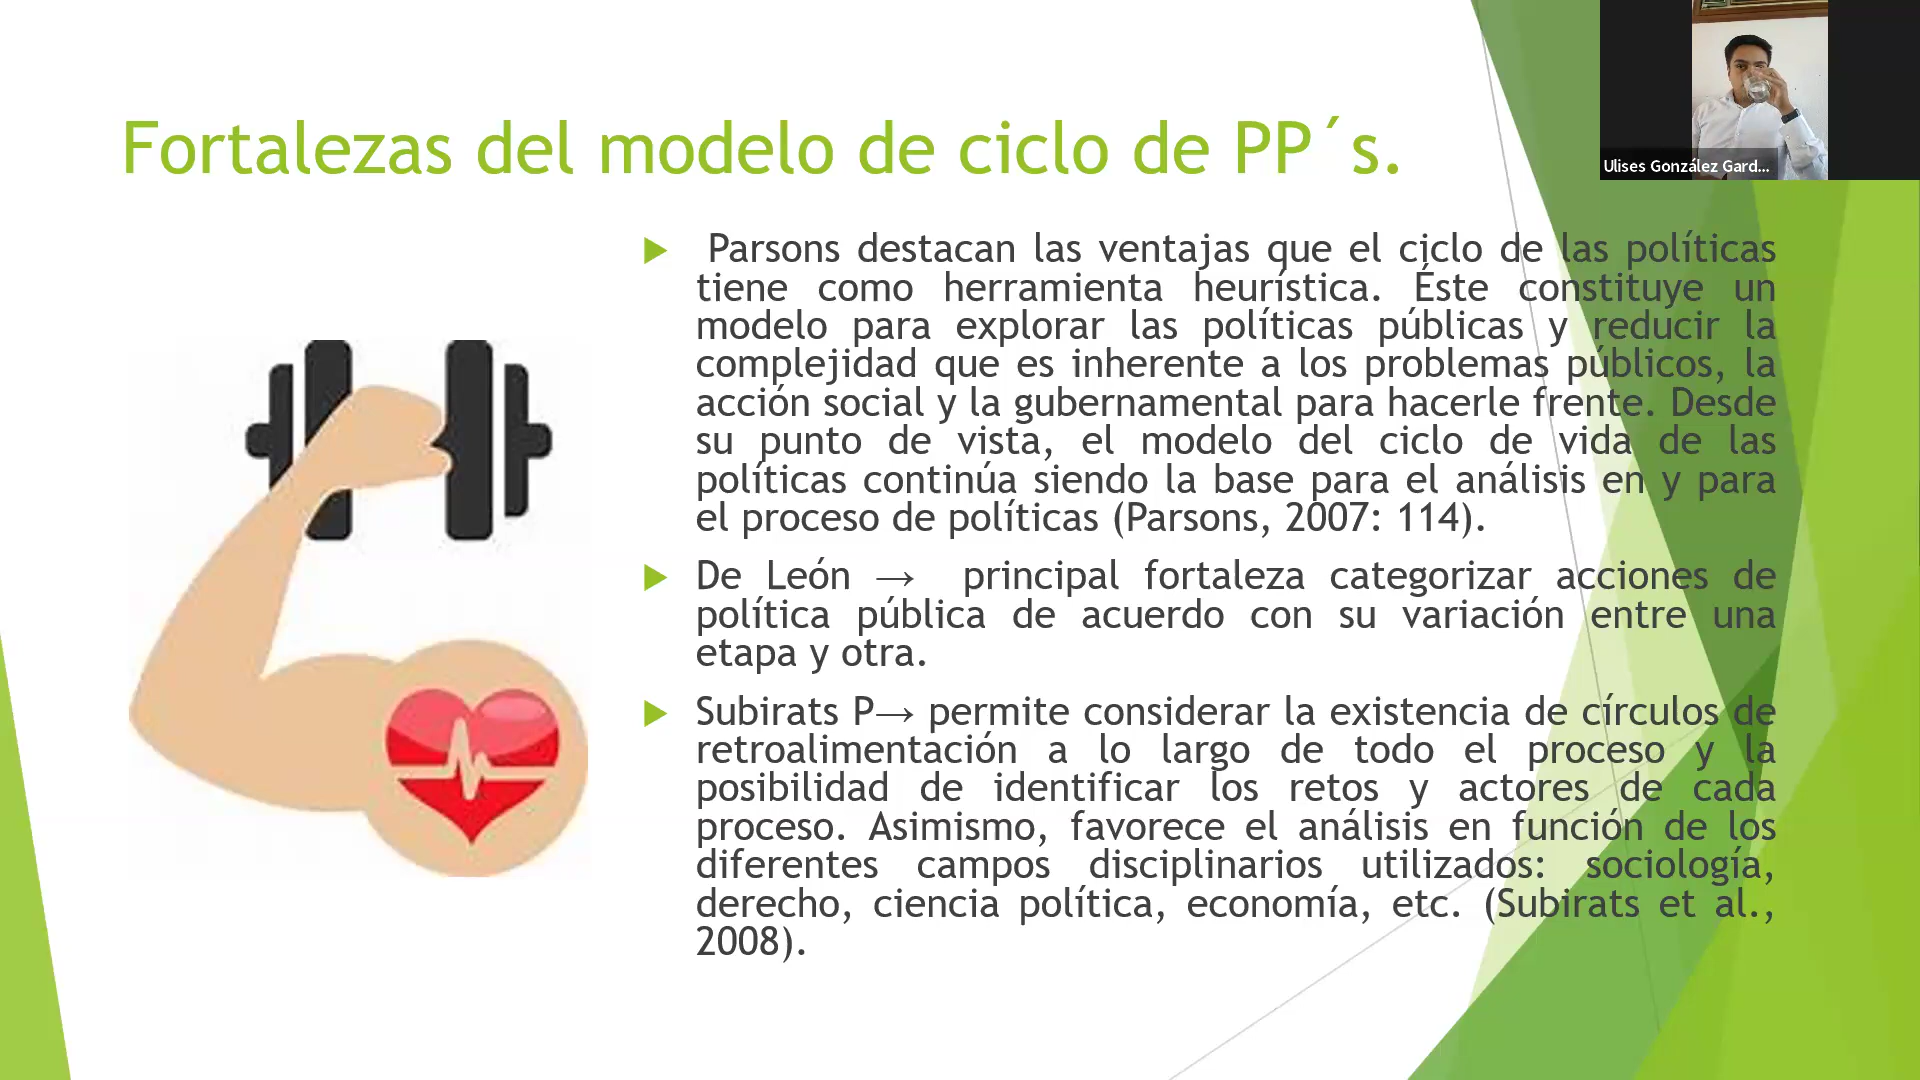 Fortalezas del modelo de ciclo de PP´s.
Ulises González Gard...
Parsons destacan las ventajas que el ciclo de las políticas
tiene como herramienta heurística. Éste constituye un
modelo para explorar las políticas públicas y reducir la
complejidad que es inherente a los problemas públicos, la
acción social y la gubernamental para hacerle frente. Desde
su punto de vista, el modelo del ciclo de vida de las
políticas continúa siendo la base para el análisis en y para
el proceso de políticas (Parsons, 2007: 114).
De León → principal fortaleza categorizar acciones de
política pública de acuerdo con su variación entre una
etapa y otra.
Subirats P→ permite considerar la existencia de círculos de
retroalimentación a lo largo de todo el proceso y la
posibilidad de identificar los retos y actores de cada
proceso. Asimismo, favorece el análisis en función de los
diferentes campos disciplinarios utilizados: sociología,
derecho, ciencia política, economía, etc. (Subirats et al.,
2008).